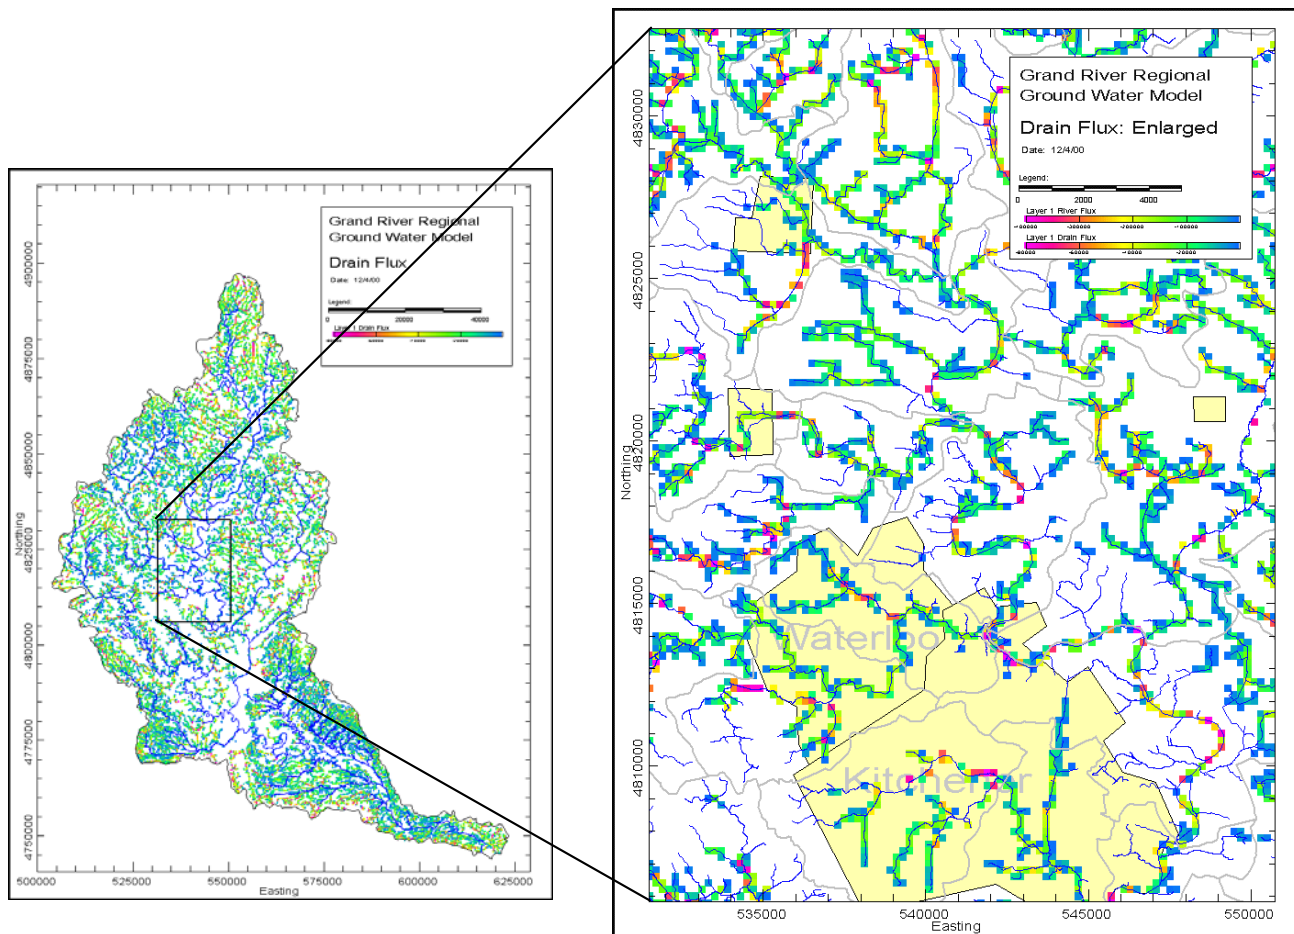 Grand River Regional
Ground Water Model
Drain Flux
Date: 12/4/00
Legend:
0 20000 40000
Layer 1 Drain Flux
4900000
4875000
4850000
4825000
4800000
4775000
4750000
Northing
500000 525000 550000 575000 600000 625000
Easting
Grand River Regional
Ground Water Model
Drain Flux: Enlarged
Date: 12/4/00
Legend:
0 2000 4000
Layer 1 River Flux
Layer 1 Drain Flux
4830000
4825000
4820000
4815000
4810000
Northing
Waterloo
Kitchener
535000 540000 545000 550000
Easting